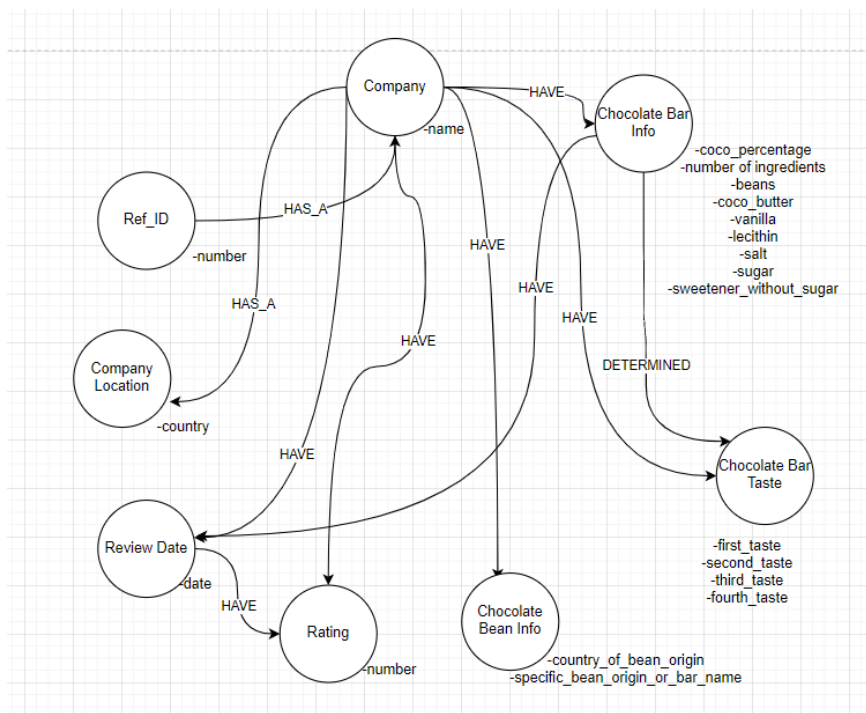 Company
-name
HAVE
Chocolate Bar
Info
-coco_percentage
-number of ingredients
-beans
-coco_butter
-vanilla
-lecithin
-salt
-sugar
-sweetener_without_sugar
Ref_ID
-number
HAS_A
HAVE
HAS_A
HAVE
HAVE
HAVE
Company
Location
-country
DETERMINED
HAVE
Chocolate Bar
Taste
-first_taste
-second_taste
-third_taste
-fourth_taste
Review Date
-date
HAVE
Rating
-number
Chocolate
Bean Info
-country_of_bean_origin
-specific_bean_origin_or_bar_name